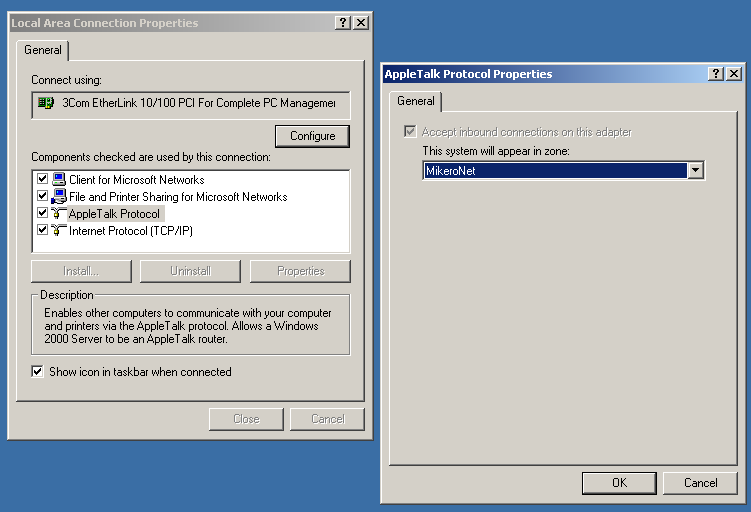 Local Area Connection Properties
General
Connect using:
3Com EtherLink 10/100 PCI For Complete PC Managemer
Configure
Components checked are used by this connection:
Client for Microsoft Networks
File and Printer Sharing for Microsoft Networks
AppleTalk Protocol
Internet Protocol (TCP/IP)
Install...
Uninstall
Properties
Description
Enables other computers to communicate with your computer
and printers via the AppleTalk protocol. Allows a Windows
2000 Server to be an AppleTalk router.
Show icon in taskbar when connected
Close
Cancel
AppleTalk Protocol Properties
General
Accept inbound connections on this adapter
This system will appear in zone:
MikeroNet
OK
Cancel